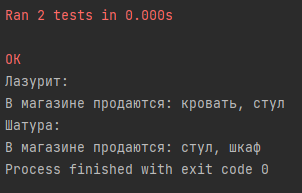 Ran 2 tests in 0.000s
OK
Лазурит:
В магазине продаются: кровать, стул
Шатура:
В магазине продаются: стул, шкаф
Process finished with exit code 0